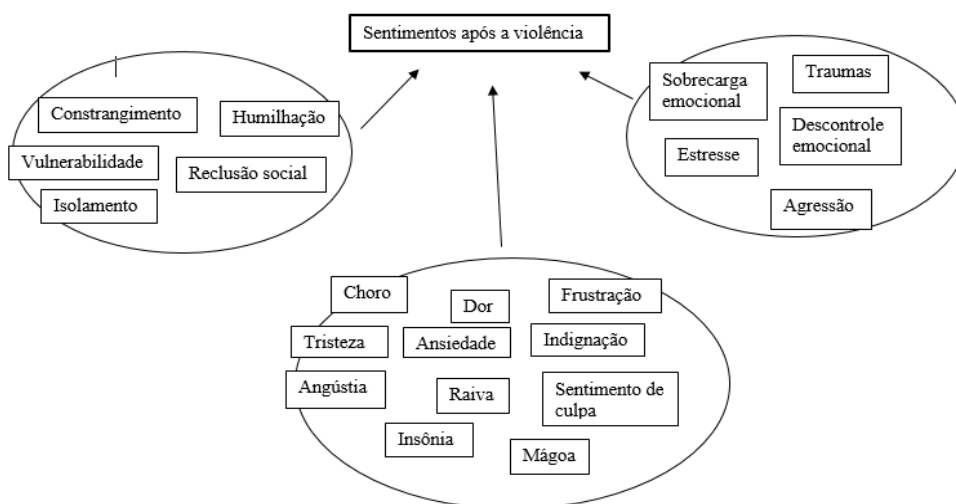 Sentimentos após a violência
Constrangimento
Humilhação
Vulnerabilidade
Reclusão social
Isolamento
Sobrecarga
emocional
Traumas
Descontrole
emocional
Estresse
Agressão
Choro
Dor
Frustração
Tristeza
Ansiedade
Indignação
Angústia
Raiva
Sentimento de
culpa
Insônia
Mágoa